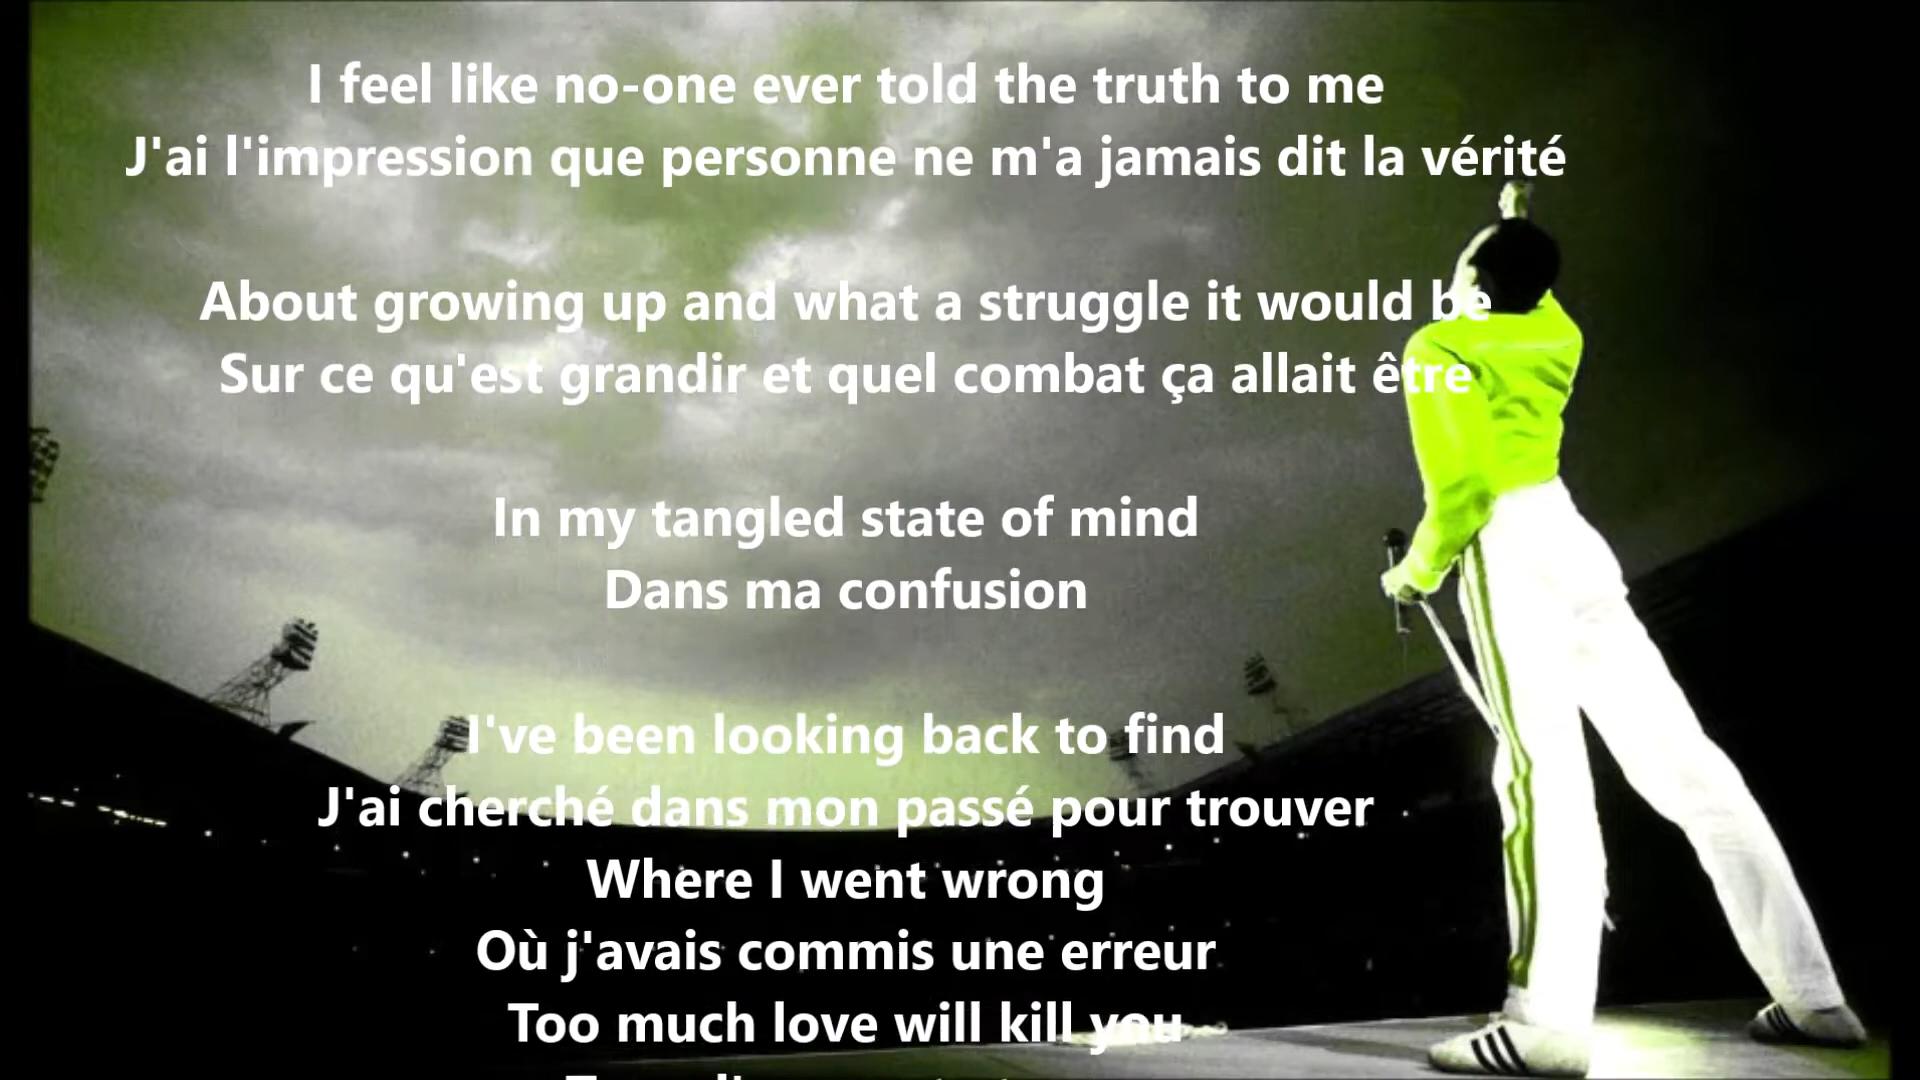 I feel like no-one ever told the truth to me
J'ai l'impression que personne ne m'a jamais dit la vérité
About growing up and what a struggle it would be
Sur ce qu'est grandir et quel combat ça allait être
In my tangled state of mind
Dans ma confusion
I've been looking back to find
J'ai cherché dans mon passé pour trouver
Where I went wrong
Où j'avais commis une erreur
Too much love will kill you